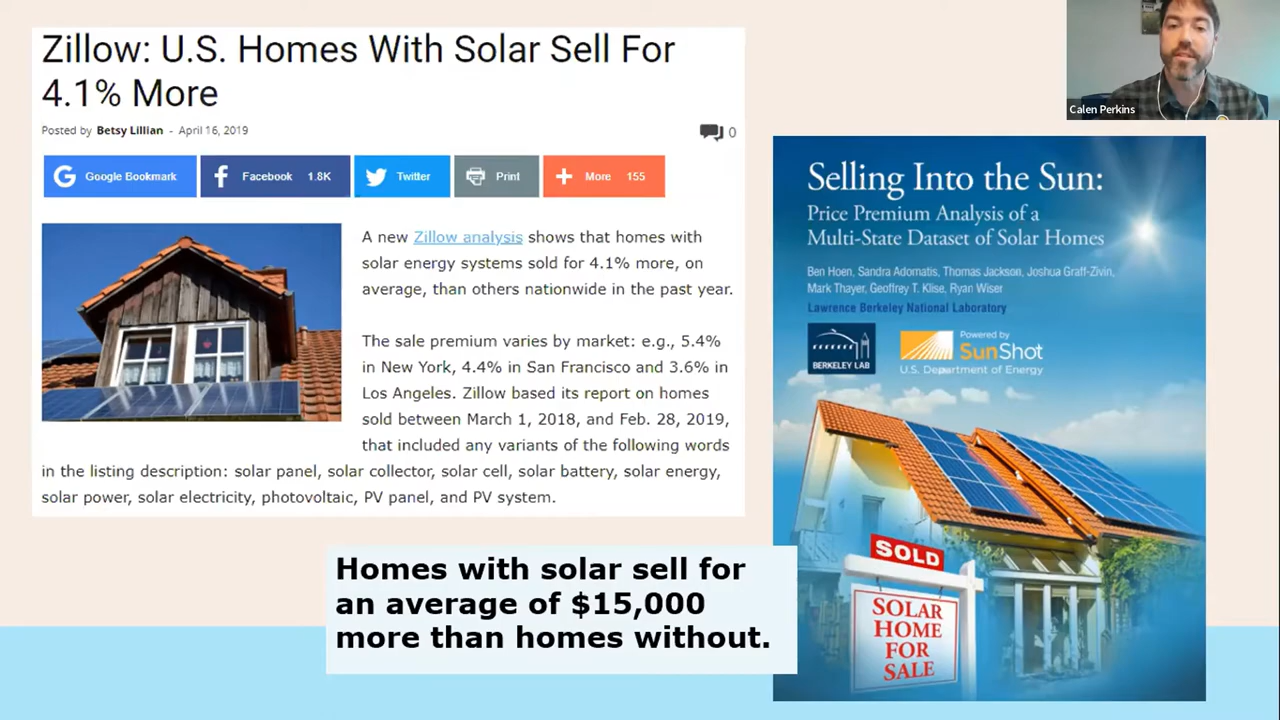 Zillow: U.S. Homes With Solar Sell For
4.1% More
Posted by Betsy Lillian - April 16, 2019
0
Google Bookmark
Facebook 1.8K
Twitter
Print
More 155
A new Zillow analysis shows that homes with
solar energy systems sold for 4.1% more, on
average, than others nationwide in the past year.
The sale premium varies by market: e.g., 5.4%
in New York, 4.4% in San Francisco and 3.6% in
Los Angeles. Zillow based its report on homes
sold between March 1, 2018, and Feb. 28, 2019,
that included any variants of the following words
in the listing description: solar panel, solar collector, solar cell, solar battery, solar energy,
solar power, solar electricity, photovoltaic, PV panel, and PV system.
Homes with solar sell for
an average of $15,000
more than homes without.
Calen Perkins
Selling Into the Sun:
Price Premium Analysis of a
Multi-State Dataset of Solar Homes
Ben Hoen, Sandra Adomatis, Thomas Jackson, Joshua Graff-Zivin,
Mark Thayer, Geoffrey T. Klise, Ryan Wiser
Lawrence Berkeley National Laboratory
BERKELEY LAB
Powered by
SunShot
U.S. Department of Energy
SOLD
SOLAR
HOME
FOR
SALE